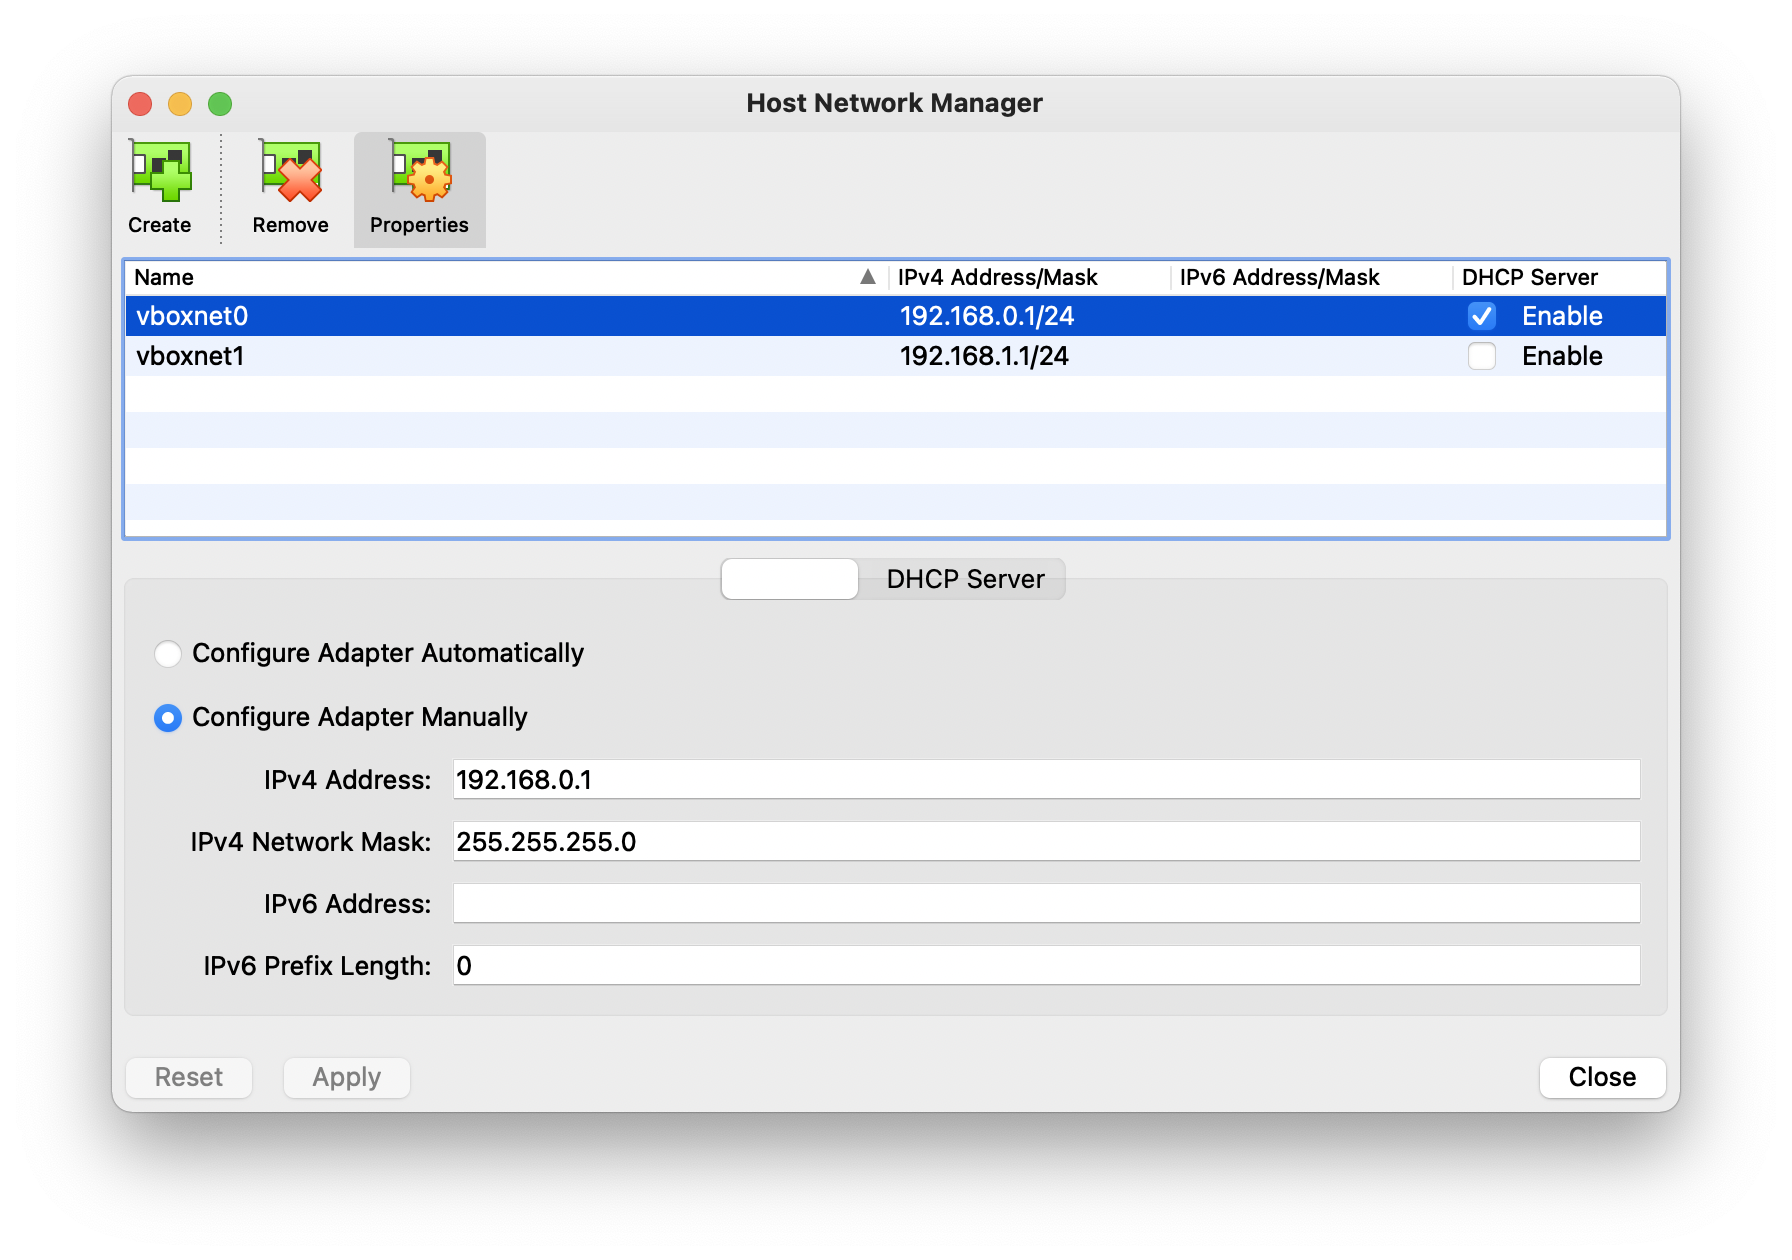 Host Network Manager
Create Remove Properties
Name IPv4 Address/Mask IPv6 Address/Mask DHCP Server
vboxnet0 192.168.0.1/24 Enable
vboxnet1 192.168.1.1/24 Enable
DHCP Server
Configure Adapter Automatically
Configure Adapter Manually
IPv4 Address: 192.168.0.1
IPv4 Network Mask: 255.255.255.0
IPv6 Address:
IPv6 Prefix Length: 0
Reset Apply Close